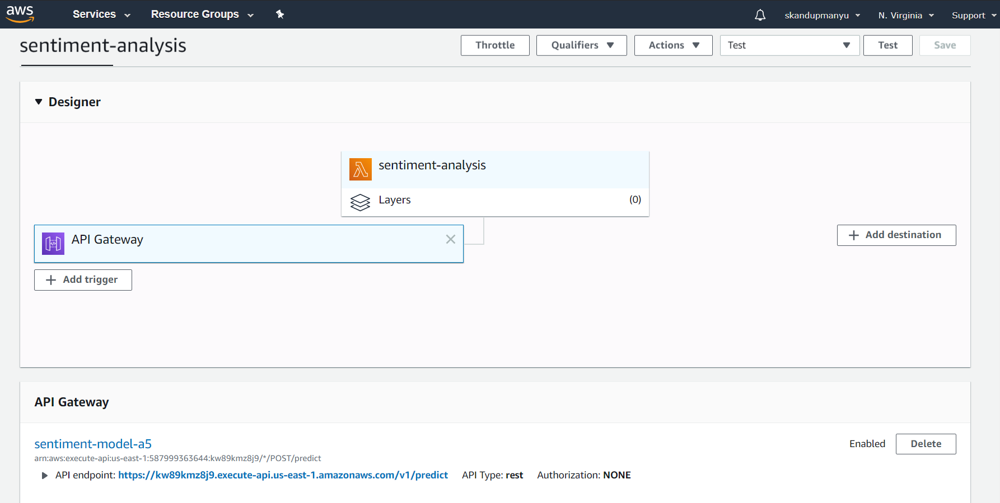 aws Services Resource Groups skandupmanyu N. Virginia Support
sentiment-analysis Throttle Qualifiers Actions Test Test Save
Designer
sentiment-analysis
Layers (0)
API Gateway
Add destination
Add trigger
API Gateway
sentiment-model-a5 Enabled Delete
arn:aws:execute-api:us-east-1:587999363644:kw89kmz8j9/*/POST/predict
API endpoint: https://kw89kmz8j9.execute-api.us-east-1.amazonaws.com/v1/predict API Type: rest Authorization: NONE